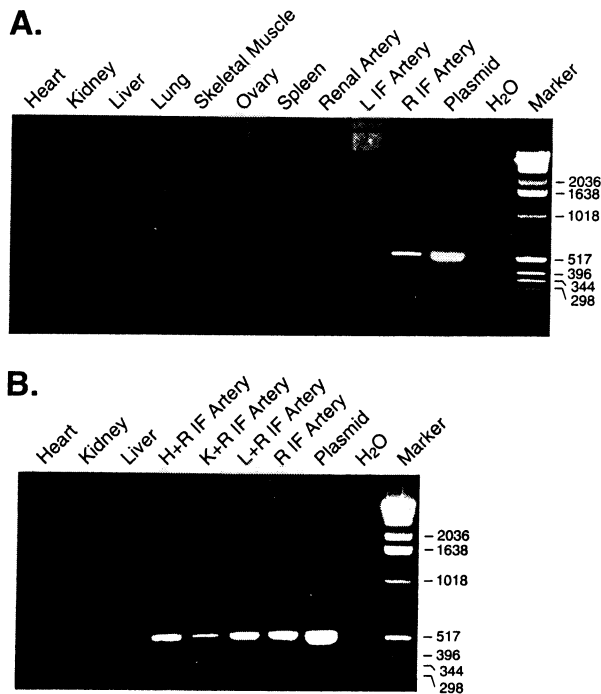 A.
Heart
Kidney
Liver
Lung
Skeletal Muscle
Ovary
Spleen
Renal Artery
L IF Artery
R IF Artery
Plasmid
H2O
Marker
2036
1638
1018
517
396
344
298
B.
Heart
Kidney
Liver
H+R IF Artery
K+R IF Artery
L+R IF Artery
R IF Artery
Plasmid
H2O
Marker
2036
1638
1018
517
396
344
298